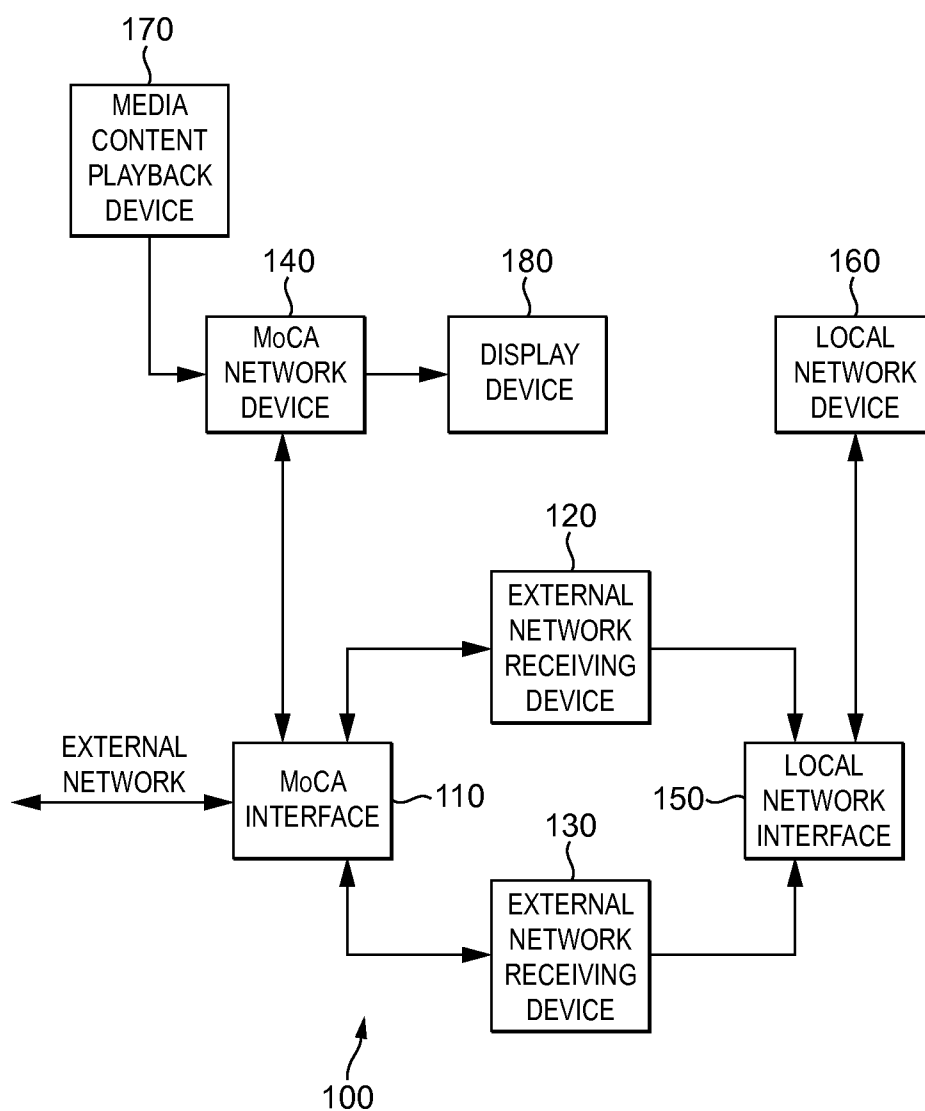 170
MEDIA
CONTENT
PLAYBACK
DEVICE
140
MoCA
NETWORK
DEVICE
180
DISPLAY
DEVICE
160
LOCAL
NETWORK
DEVICE
120
EXTERNAL
NETWORK
RECEIVING
DEVICE
EXTERNAL
NETWORK
MoCA
INTERFACE
110
150
LOCAL
NETWORK
INTERFACE
130
EXTERNAL
NETWORK
RECEIVING
DEVICE
100